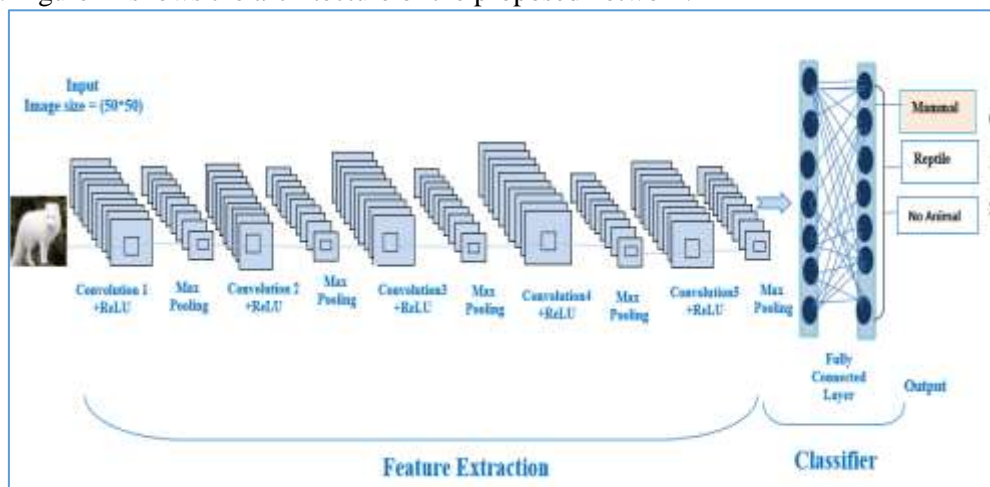 Input
Image size = (50*50)
Mammal
Reptile
No Animal
Convolution 1
+ReLU
Max
Pooling
Convolution 2
+ReLU
Max
Pooling
Convolution3
+ReLU
Max
Pooling
Convolution4
+ReLU
Max
Pooling
Convolution5
+ReLU
Max
Pooling
Fully
Connected
Layer
Output
Feature Extraction
Classifier